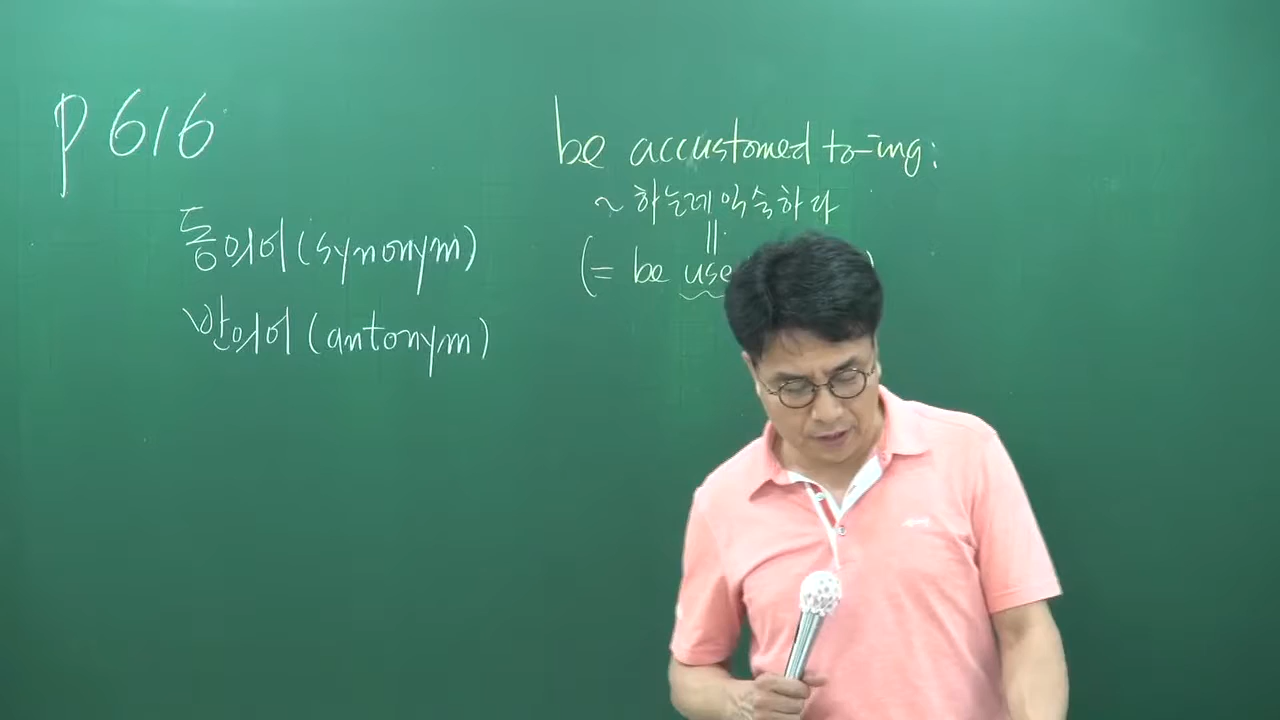 p 616
동의어 (synonym)
반의어 (antonym)
be accustomed to -ing :
~ 하는데 익숙하다
=
(= be use )